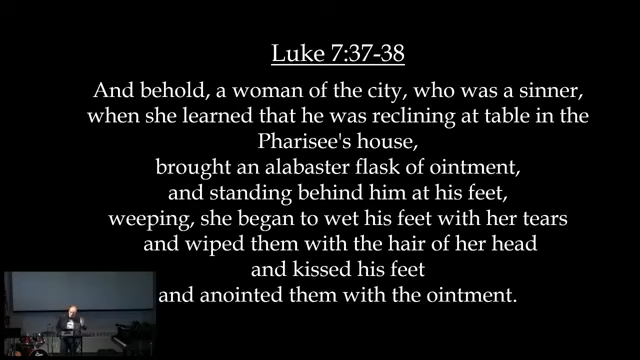 Luke 7:37-38
And behold, a woman of the city, who was a sinner,
when she learned that he was reclining at table in the
Pharisee's house,
brought an alabaster flask of ointment,
and standing behind him at his feet,
weeping, she began to wet his feet with her tears
and wiped them with the hair of her head
and kissed his feet
and anointed them with the ointment.